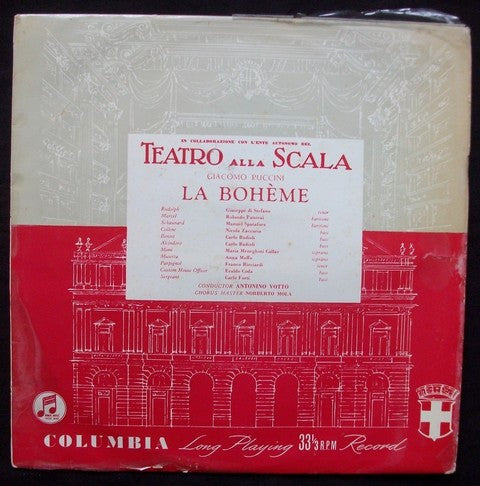 IN COLLABORAZIONE CON L'ENTE AUTONOMO DEL
TEATRO ALLA SCALA
GIACOMO PUCCINI
LA BOHÈME
Rudolph Giuseppe di Stefano tenor
Marcel Rolando Panerai baritone
Schaunard Manuel Spatafora baritone
Colline Nicola Zaccaria bass
Benoit Carlo Badioli bass
Alcindoro Carlo Badioli bass
Mimi Maria Meneghini Callas soprano
Musetta Anna Moffo soprano
Parpignol Franco Ricciardi tenor
Custom House Officer Eraldo Coda bass
Sergeant Carlo Forti bass
CONDUCTOR ANTONINO VOTTO
CHORUS MASTER NORBERTO MOLA
COLUMBIA Long Playing 33⅓ R.P.M Record